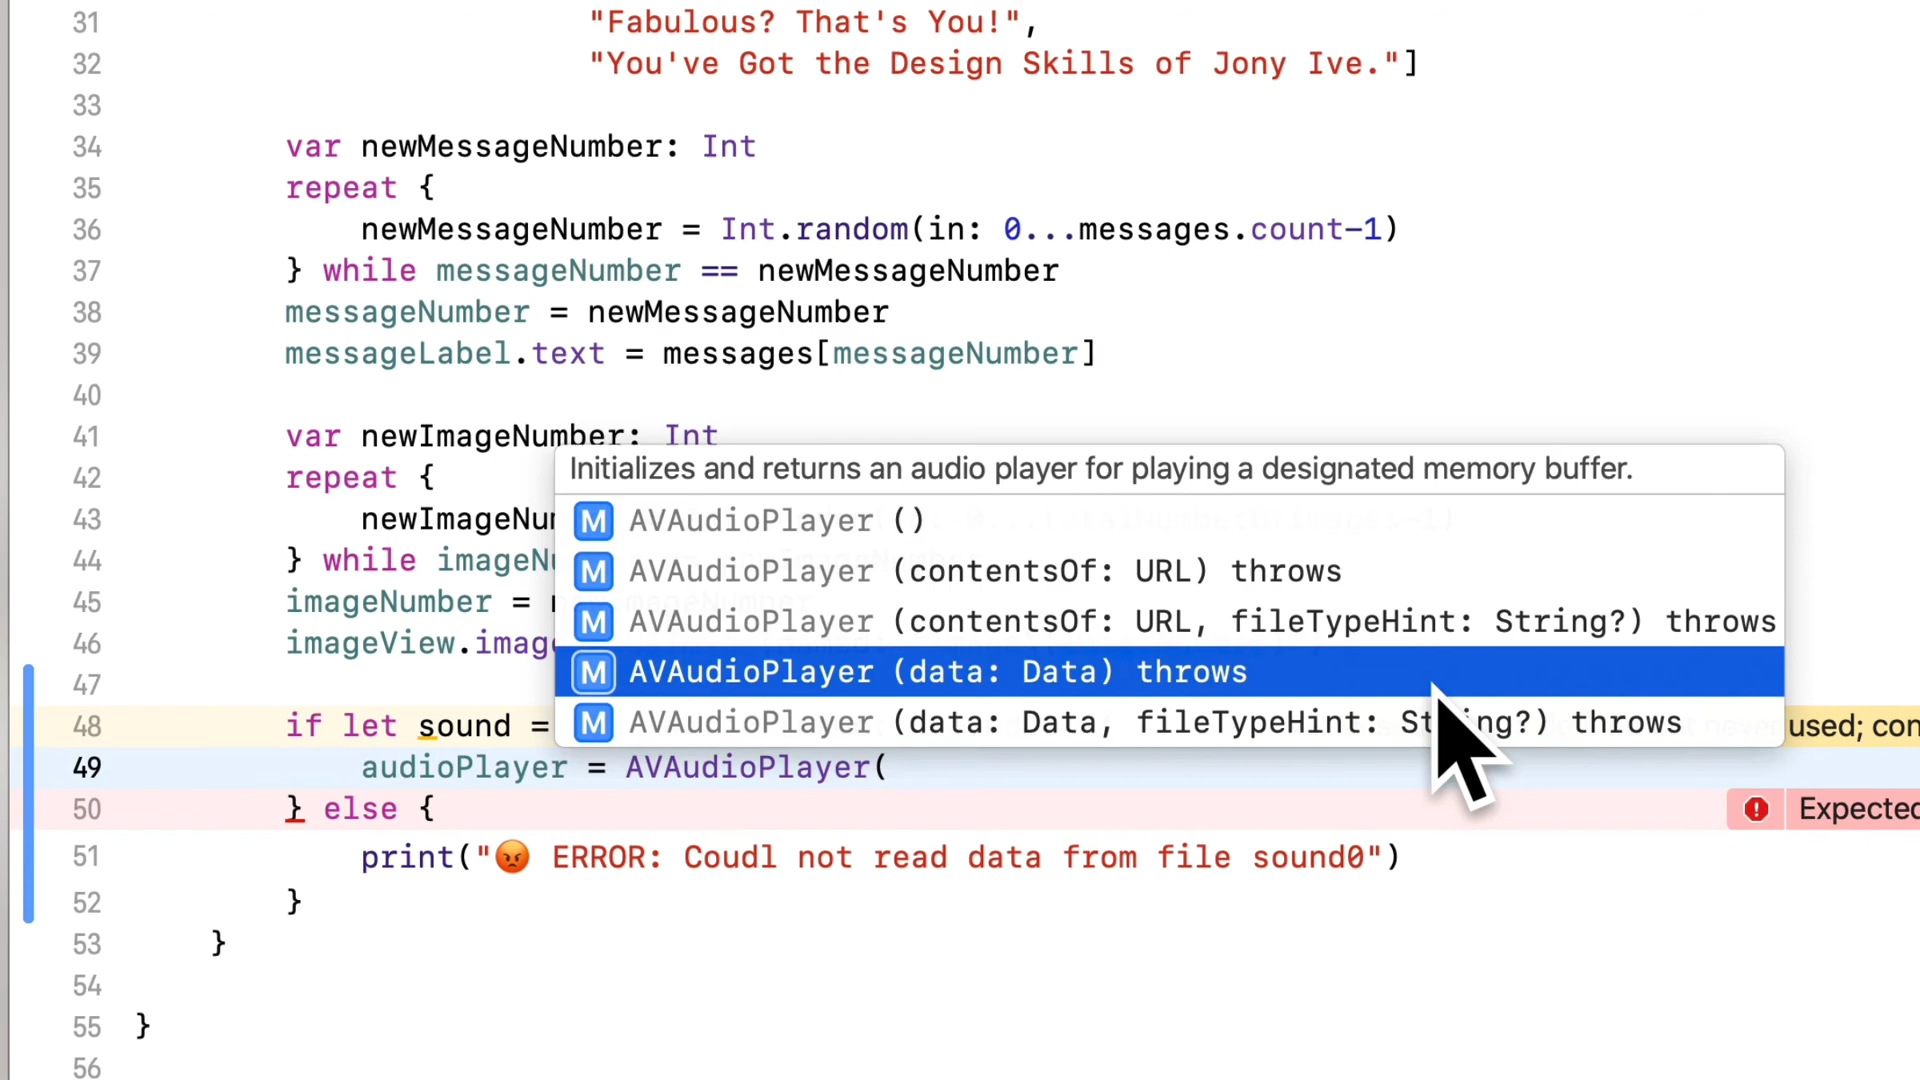 31 "Fabulous? That's You!",
32 "You've Got the Design Skills of Jony Ive."]
33
34 var newMessageNumber: Int
35 repeat {
36 newMessageNumber = Int.random(in: 0...messages.count-1)
37 } while messageNumber == newMessageNumber
38 messageNumber = newMessageNumber
39 messageLabel.text = messages[messageNumber]
40
41 var newImageNumber: Int
Initializes and returns an audio player for playing a designated memory buffer.
42 repeat {
M AVAudioPlayer ()
43 newImageNu
M AVAudioPlayer (contentsOf: URL) throws
44 } while imageNu
M AVAudioPlayer (contentsOf: URL, fileTypeHint: String?) throws
45 imageNumber =
46 imageView.image
M AVAudioPlayer (data: Data) throws
47
M AVAudioPlayer (data: Data, fileTypeHint: String?) throws
48 if let sound = never used; con
49 audioPlayer = AVAudioPlayer(
50 } else { Expected
51 print("😡 ERROR: Coudl not read data from file sound0")
52 }
53 }
54
55 }
56